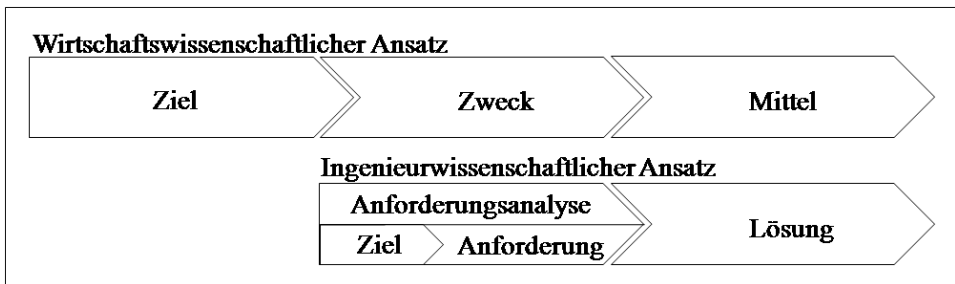 Wirtschaftswissenschaftlicher Ansatz
Ziel Zweck Mittel
Ingenieurwissenschaftlicher Ansatz
Anforderungsanalyse
Lösung
Ziel Anforderung